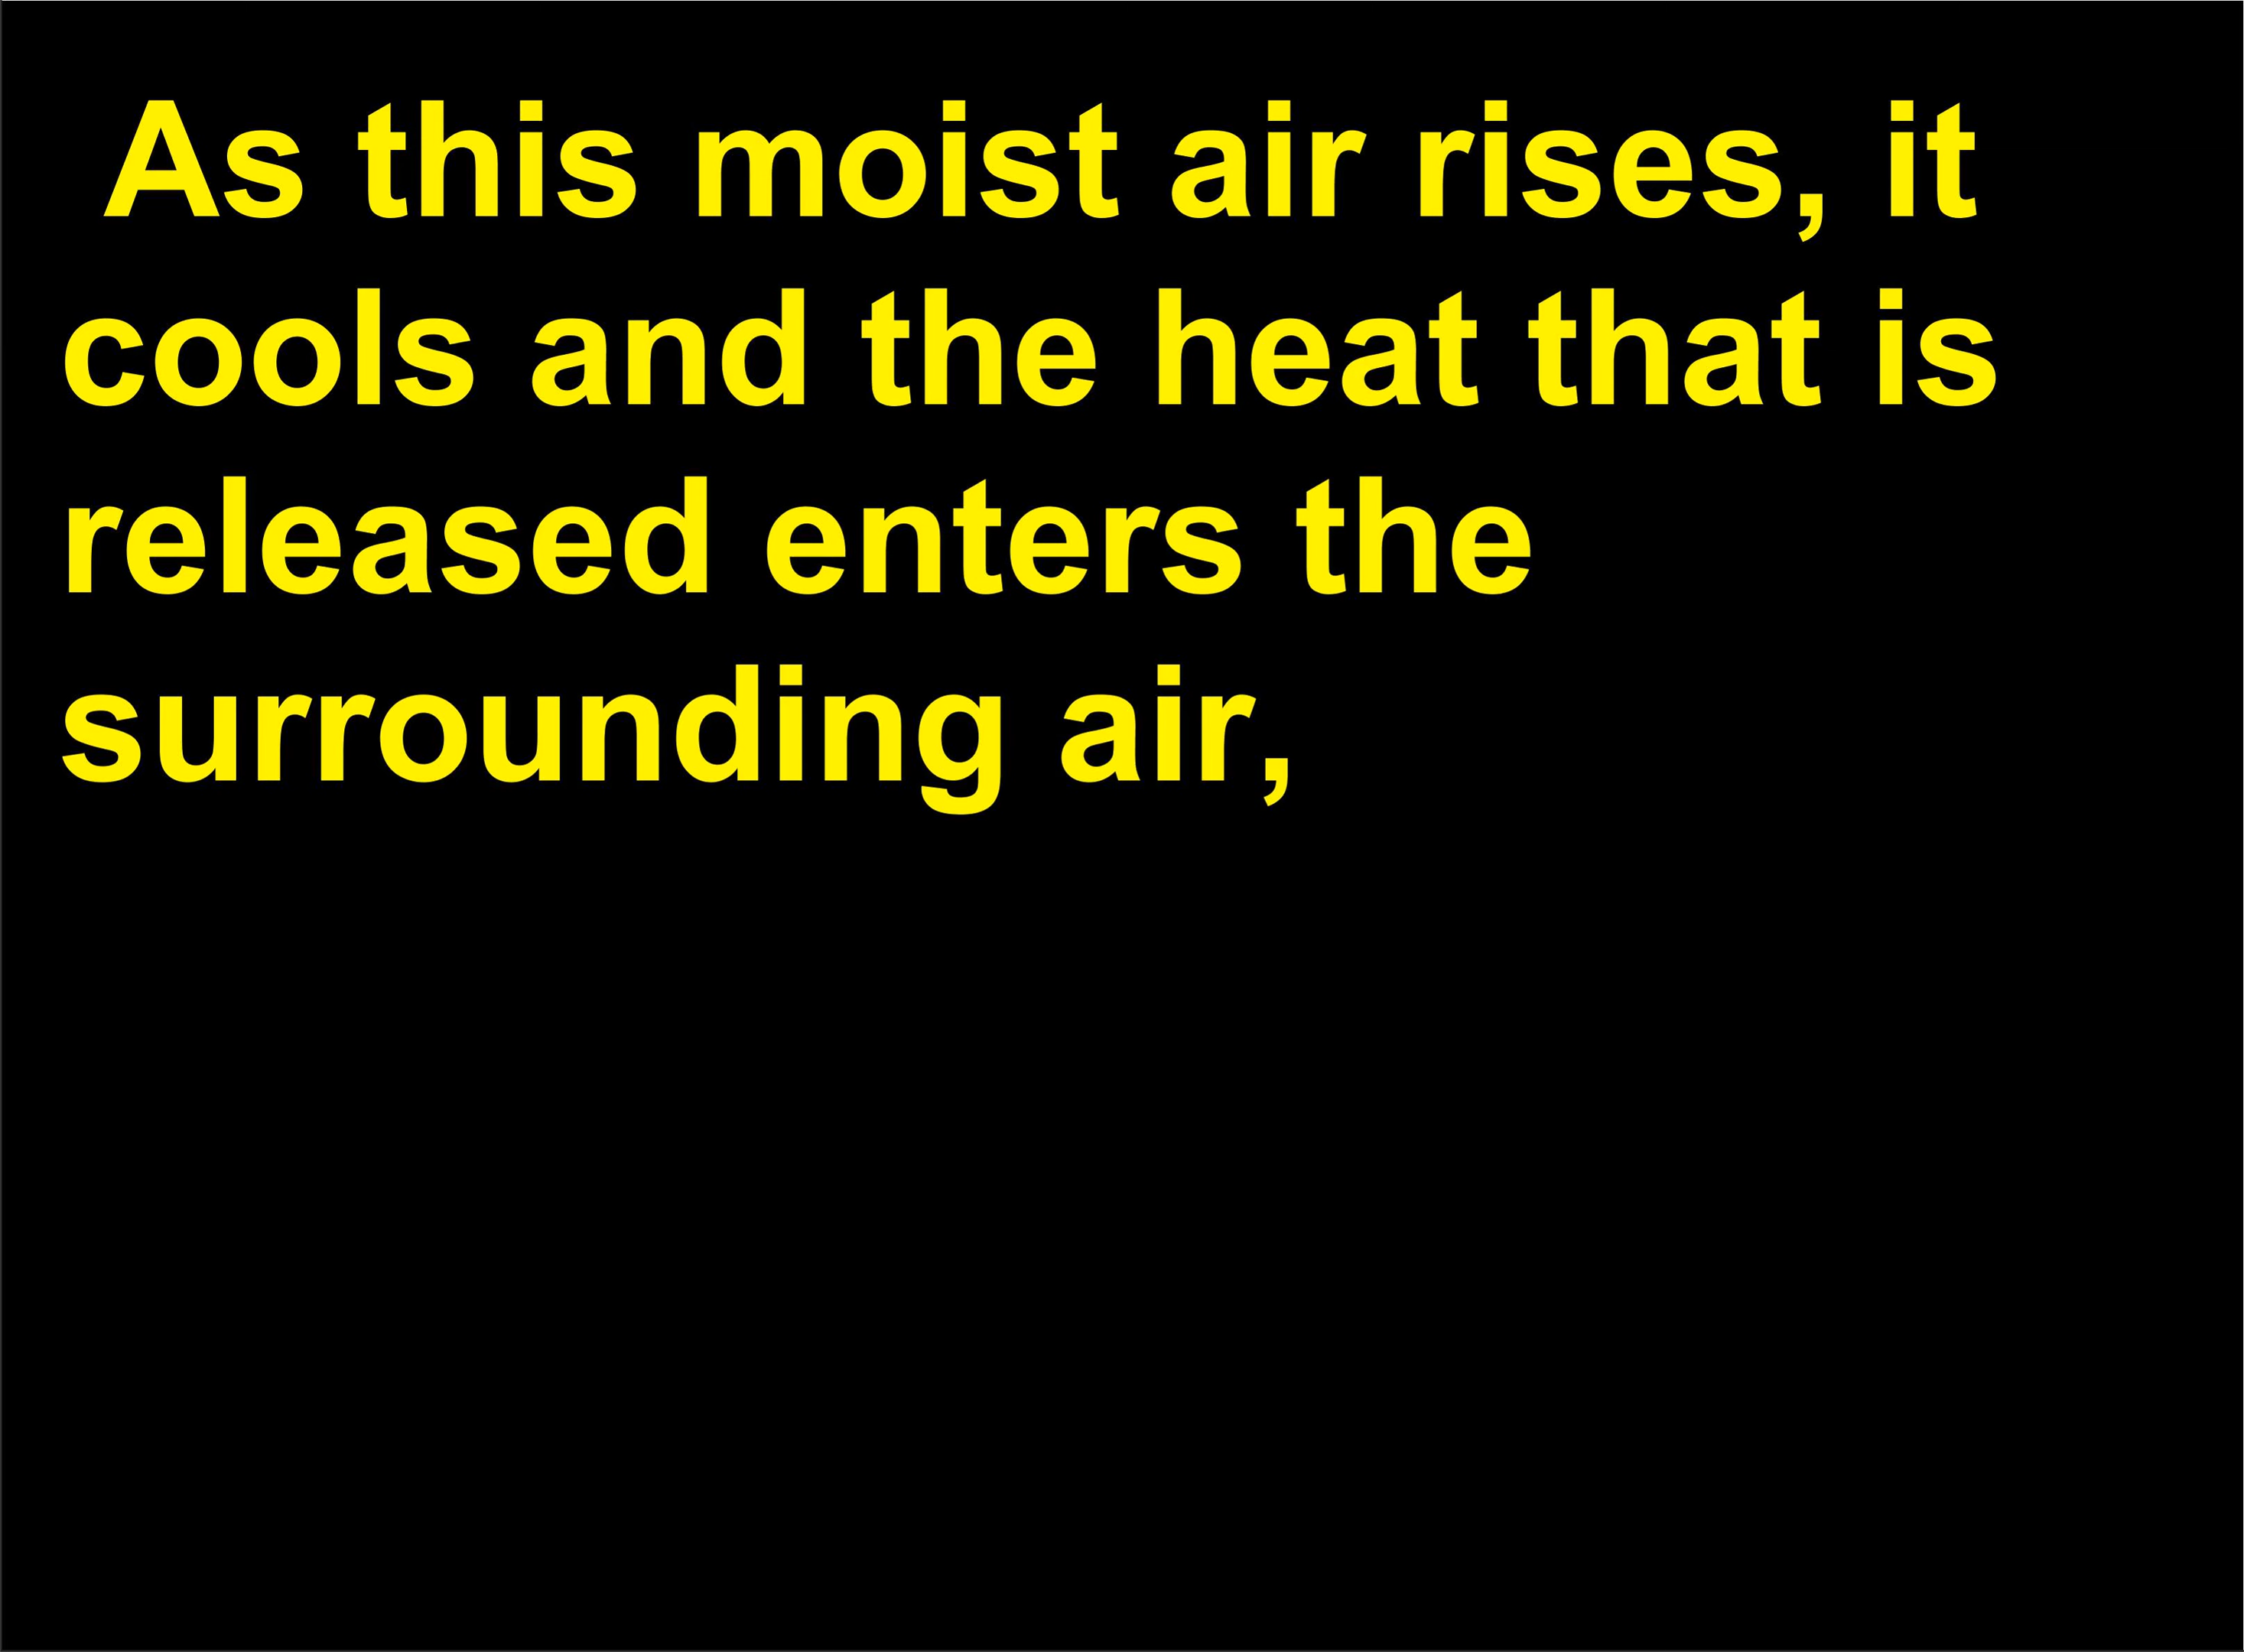 As this moist air rises, it
cools and the heat that is
released enters the
surrounding air,